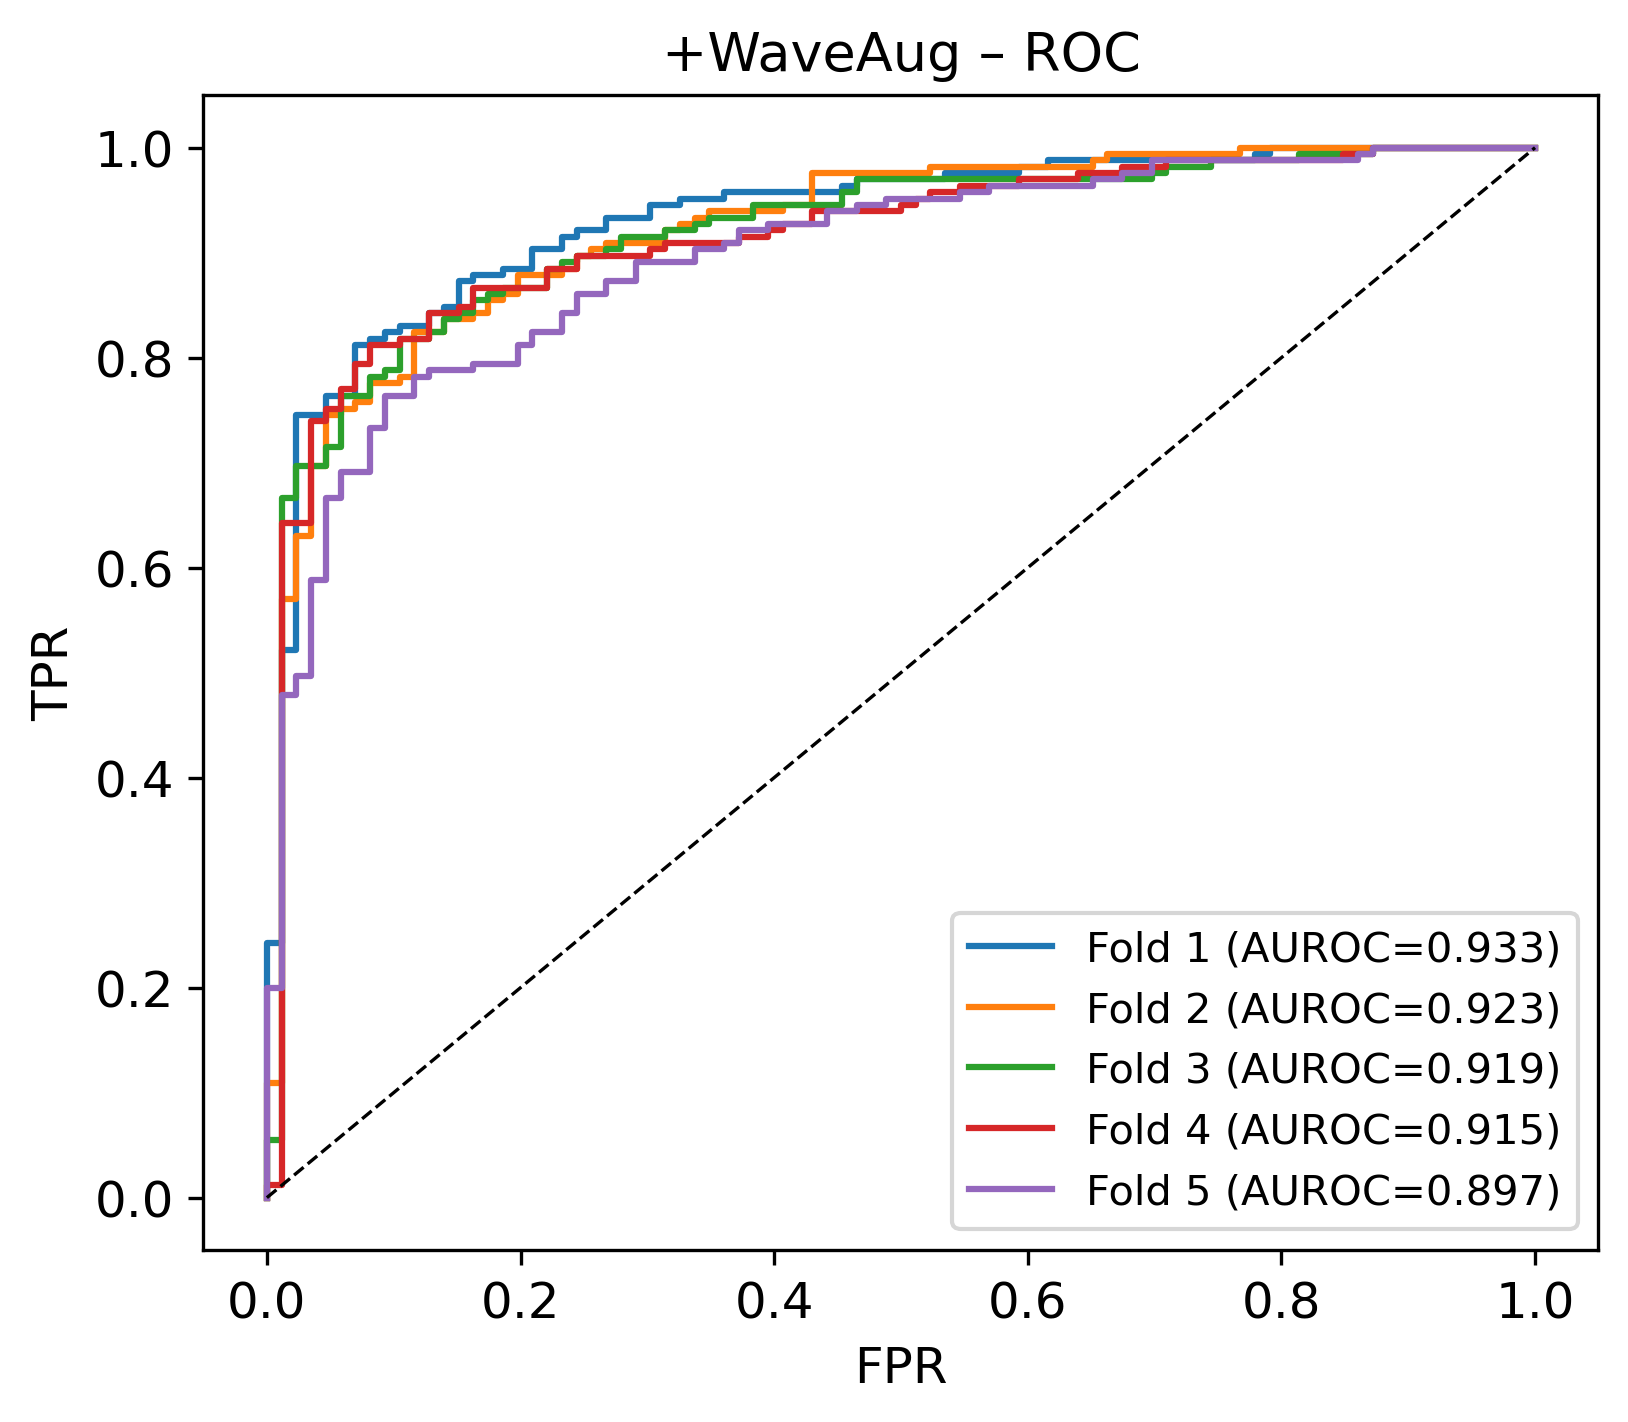 +WaveAug – ROC
1.0
0.8
0.6
0.4
0.2
0.0
TPR
0.0 0.2 0.4 0.6 0.8 1.0
FPR
Fold 1 (AUROC=0.933)
Fold 2 (AUROC=0.923)
Fold 3 (AUROC=0.919)
Fold 4 (AUROC=0.915)
Fold 5 (AUROC=0.897)